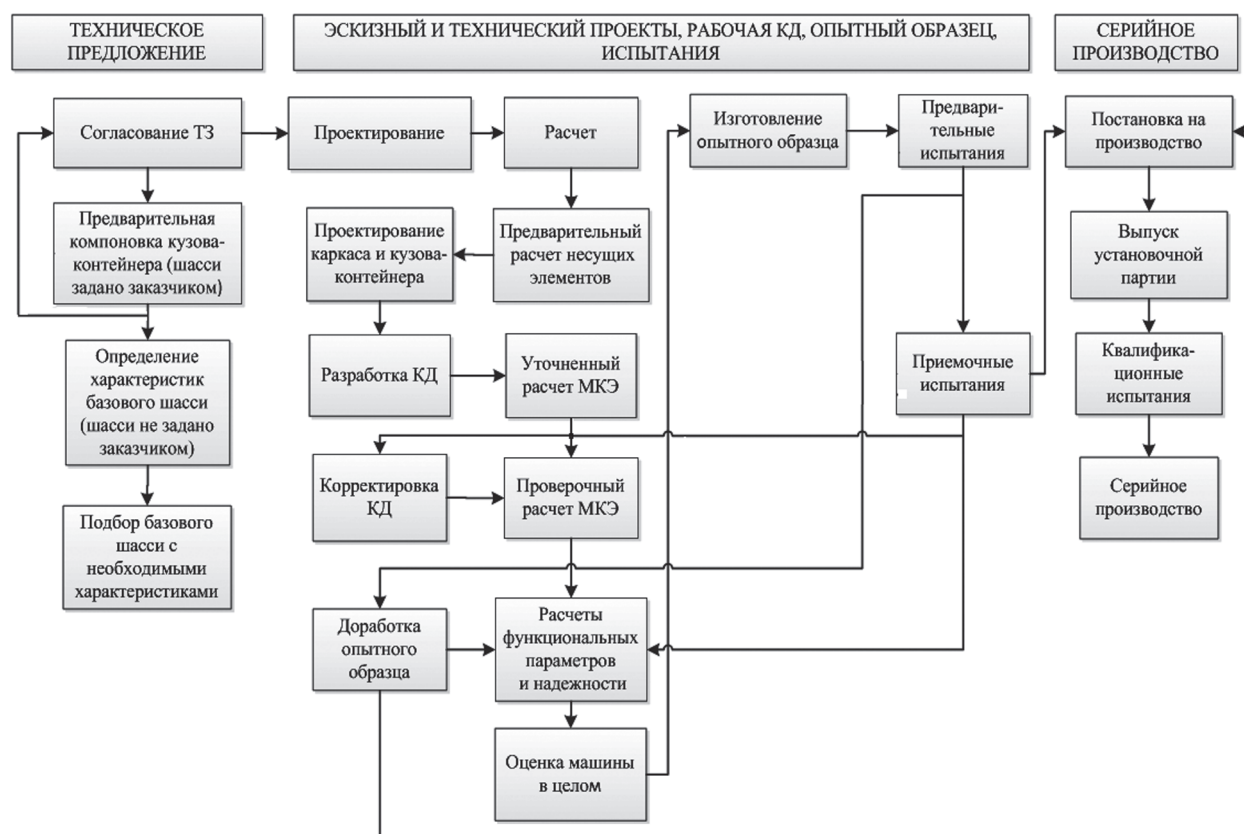 ТЕХНИЧЕСКОЕ
ПРЕДЛОЖЕНИЕ
ЭСКИЗНЫЙ И ТЕХНИЧЕСКИЙ ПРОЕКТЫ, РАБОЧАЯ КД, ОПЫТНЫЙ ОБРАЗЕЦ,
ИСПЫТАНИЯ
СЕРИЙНОЕ
ПРОИЗВОДСТВО
Согласование ТЗ
Предварительная
компоновка кузова-
контейнера (шасси
задано заказчиком)
Определение
характеристик
базового шасси
(шасси не задано
заказчиком)
Подбор базового
шасси с
необходимыми
характеристиками
Проектирование
Расчет
Предварительный
расчет несущих
элементов
Проектирование
каркаса и кузова-
контейнера
Разработка КД
Уточненный
расчет МКЭ
Корректировка
КД
Проверочный
расчет МКЭ
Доработка
опытного
образца
Расчеты
функциональных
параметров
и надежности
Оценка машины
в целом
Изготовление
опытного образца
Предвари-
тельные
испытания
Приемочные
испытания
Постановка на
производство
Выпуск
установочной
партии
Квалифика-
ционные
испытания
Серийное
производство